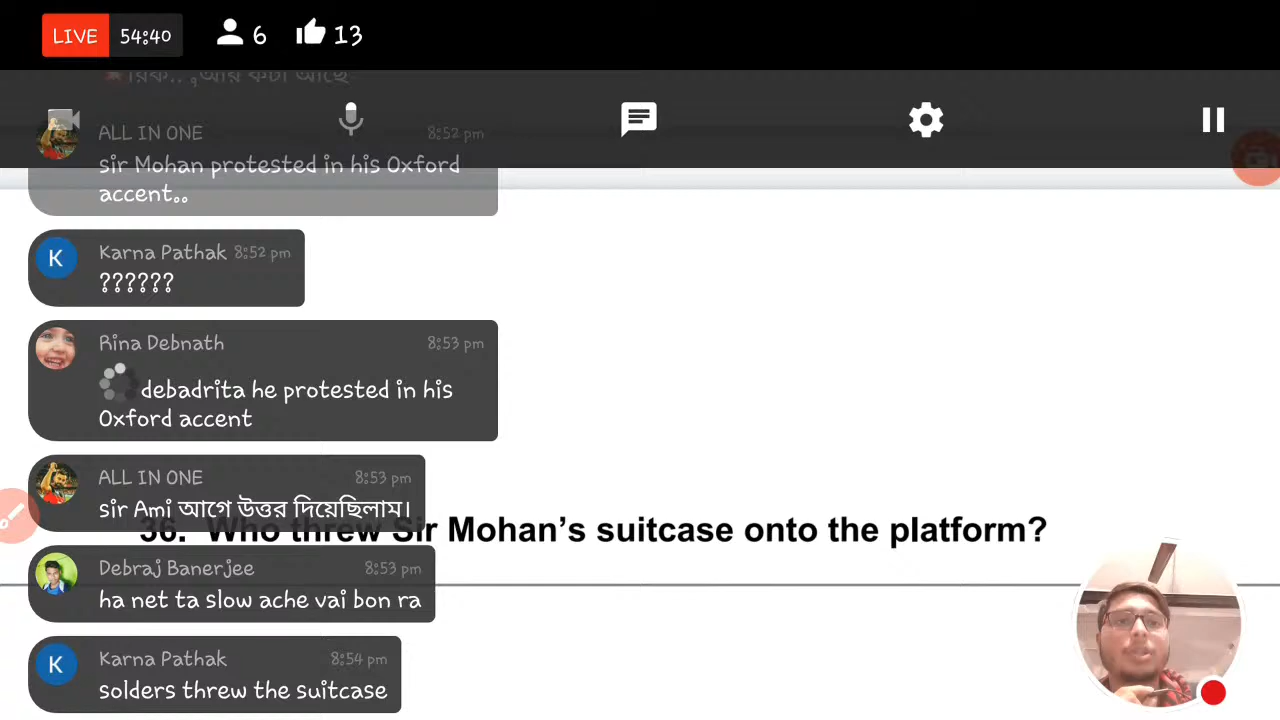 LIVE 54:40 6 13
আর কটা আছে
ALL IN ONE 8:52 pm
sir Mohan protested in his Oxford
accent..
Karna Pathak 8:52 pm
??????
Rina Debnath 8:53 pm
debadrita he protested in his
Oxford accent
ALL IN ONE 8:53 pm
sir Ami আগে উত্তর দিয়েছিলাম।
36. Who threw Sir Mohan's suitcase onto the platform?
Debraj Banerjee 8:53 pm
ha net ta slow ache vai bon ra
Karna Pathak 8:54 pm
solders threw the suitcase